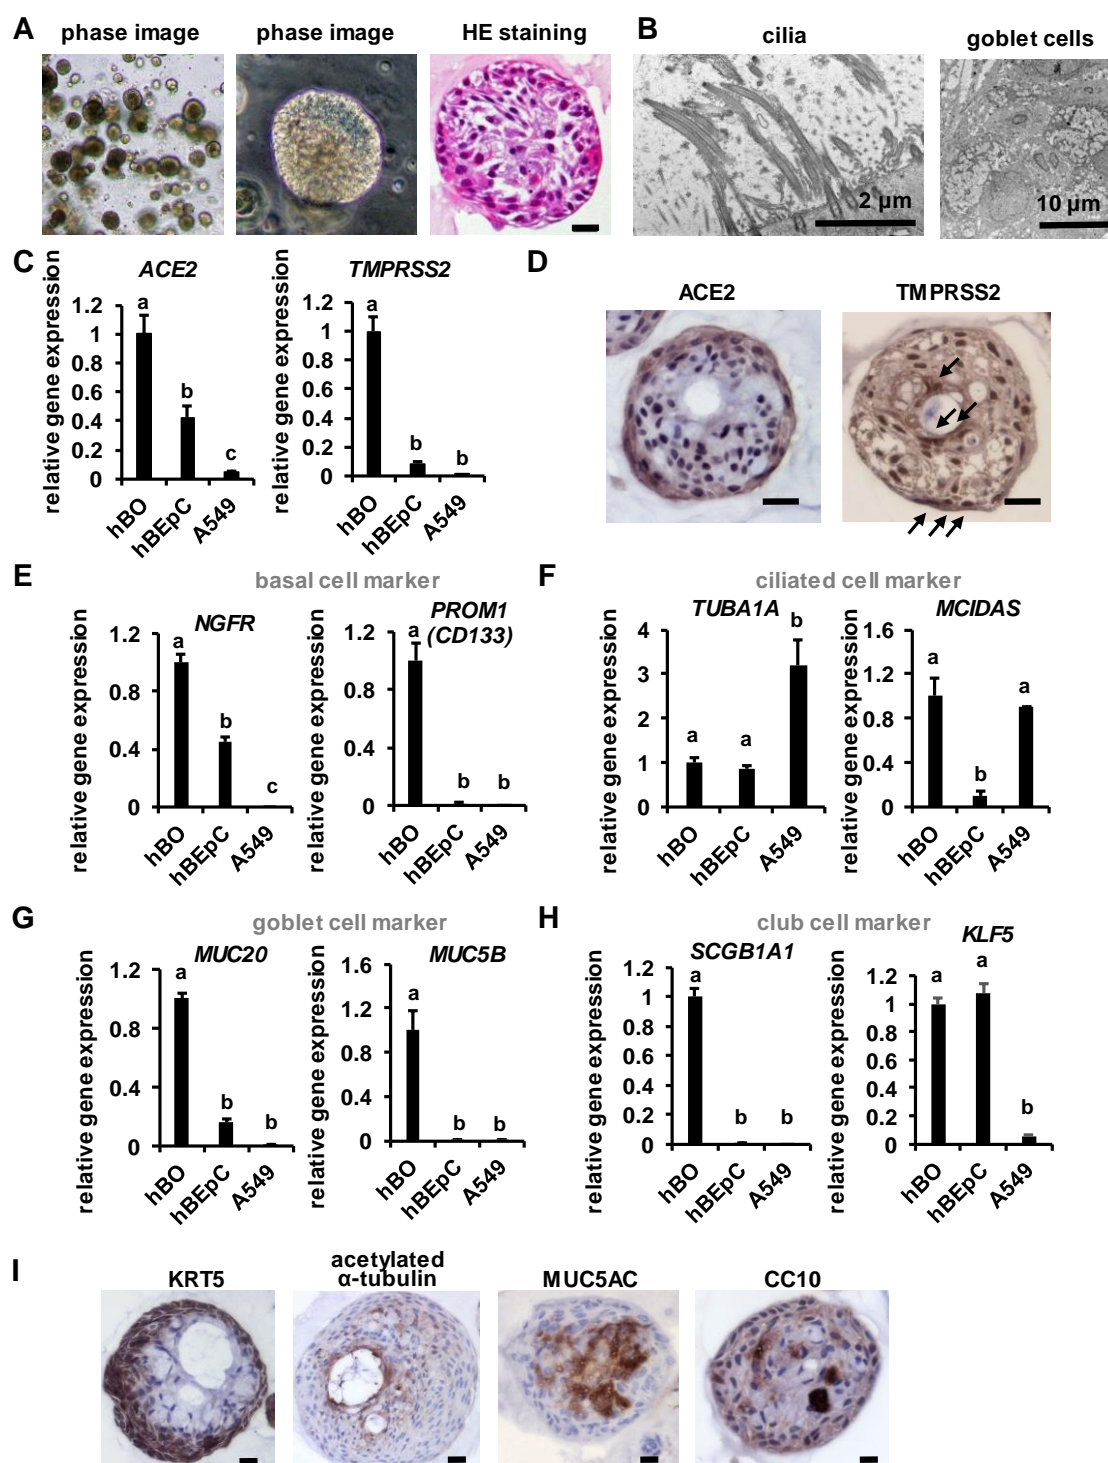 A
phase image
phase image
HE staining
B
cilia
goblet cells
2 μm
10 μm
C
ACE2
TMPRSS2
relative gene expression
1.2
1
0.8
0.6
0.4
0.2
0
a
b
c
hBO
hBEpC
A549
relative gene expression
1.2
1
0.8
0.6
0.4
0.2
0
a
b
b
hBO
hBEpC
A549
D
ACE2
TMPRSS2
E
basal cell marker
NGFR
relative gene expression
1.2
0.8
0.4
0
a
b
c
hBO
hBEpC
A549
PROM1
(CD133)
relative gene expression
1.2
0.8
0.4
0
a
b
b
hBO
hBEpC
A549
F
ciliated cell marker
TUBA1A
relative gene expression
4
3
2
1
0
a
a
b
hBO
hBEpC
A549
MCIDAS
relative gene expression
1.6
1.2
0.8
0.4
0
a
b
a
hBO
hBEpC
A549
G
goblet cell marker
MUC20
relative gene expression
1.2
0.8
0.4
0
a
b
b
hBO
hBEpC
A549
MUC5B
relative gene expression
1.6
1.2
0.8
0.4
0
a
b
b
hBO
hBEpC
A549
H
club cell marker
SCGB1A1
relative gene expression
1.2
1
0.8
0.6
0.4
0.2
0
a
b
b
hBO
hBEpC
A549
KLF5
relative gene expression
1.2
1
0.8
0.6
0.4
0.2
0
a
a
b
hBO
hBEpC
A549
I
KRT5
acetylated
α-tubulin
MUC5AC
CC10